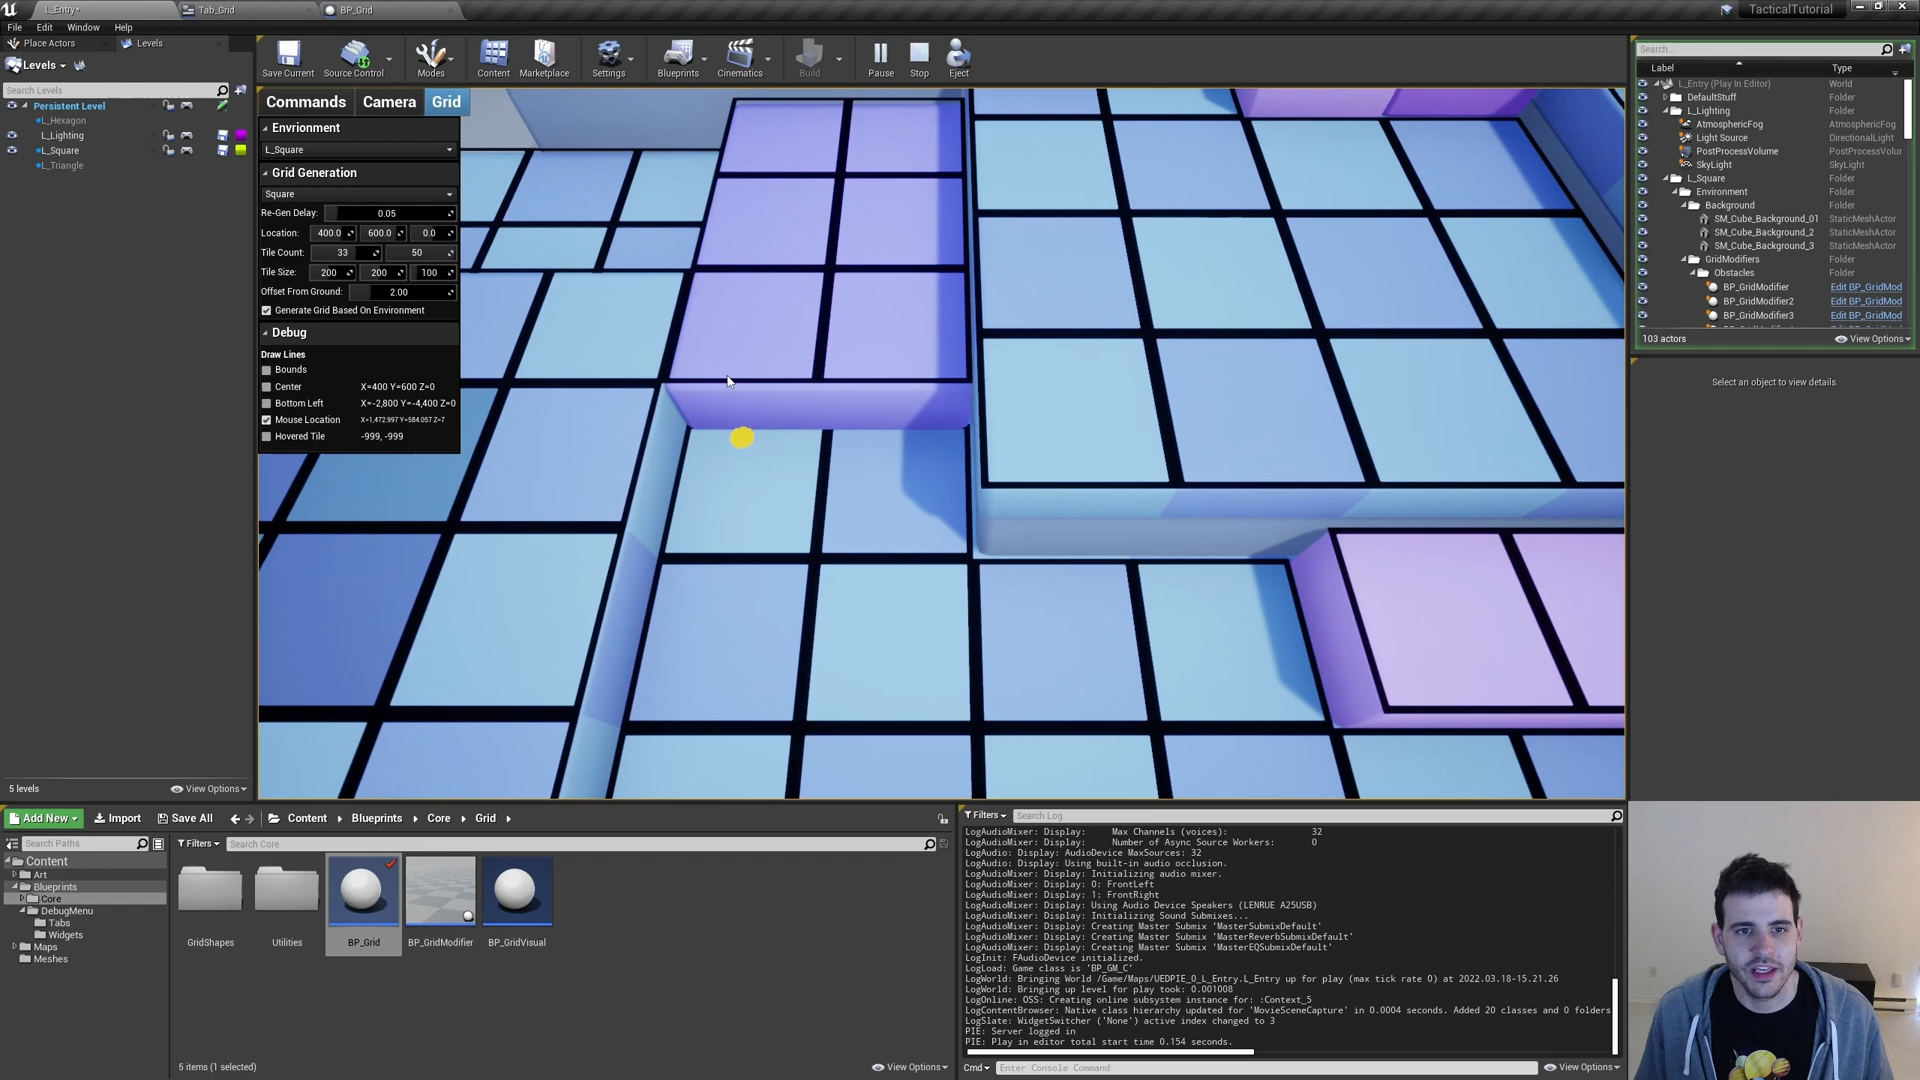 L_Entry*
Tab_Grid
BP_Grid
TacticalTutorial
File Edit Window Help
Place Actors
Levels
Levels
Search Levels
Persistent Level
L_Hexagon
L_Lighting
L_Square
L_Triangle
5 levels
View Options
Save Current
Source Control
Modes
Content
Marketplace
Settings
Blueprints
Cinematics
Build
Pause
Stop
Eject
Commands
Camera
Grid
Envrionment
L_Square
Grid Generation
Square
Re-Gen Delay: 0.05
Location: 400.0 600.0 0.0
Tile Count: 33 50
Tile Size: 200 200 100
Offset From Ground: 2.00
Generate Grid Based On Environment
Debug
Draw Lines
Bounds
Center X=400 Y=600 Z=0
Bottom Left X=-2,800 Y=-4,400 Z=0
Mouse Location X=1,472.997 Y=584.057 Z=7
Hovered Tile -999, -999
Search...
Label Type
L_Entry (Play In Editor) World
DefaultStuff Folder
L_Lighting Folder
AtmosphericFog AtmosphericFog
Light Source DirectionalLight
PostProcessVolume PostProcessVolur
SkyLight SkyLight
L_Square Folder
Environment Folder
Background Folder
SM_Cube_Background_01 StaticMeshActor
SM_Cube_Background_2 StaticMeshActor
SM_Cube_Background_3 StaticMeshActor
GridModifiers Folder
Obstacles Folder
BP_GridModifier Edit BP_GridMod
BP_GridModifier2 Edit BP_GridMod
BP_GridModifier3 Edit BP_GridMod
103 actors
View Options
Select an object to view details.
Add New
Import
Save All
Content
Blueprints
Core
Grid
Search Paths
Filters
Search Core
Content
Art
Blueprints
Core
DebugMenu
Tabs
Widgets
Maps
Meshes
GridShapes
Utilities
BP_Grid
BP_GridModifier
BP_GridVisual
5 items (1 selected)
View Options
Filters
Search Log
LogAudioMixer: Display: Max Channels (voices): 32
LogAudioMixer: Display: Number of Async Source Workers: 0
LogAudio: Display: AudioDevice MaxSources: 32
LogAudioMixer: Display: Using built-in audio occlusion.
LogAudioMixer: Display: Initializing audio mixer.
LogAudioMixer: Display: 0: FrontLeft
LogAudioMixer: Display: 1: FrontRight
LogAudioMixer: Display: Using Audio Device Speakers (LENRUE A25USB)
LogAudioMixer: Display: Initializing Sound Submixes...
LogAudioMixer: Display: Creating Master Submix 'MasterSubmixDefault'
LogAudioMixer: Display: Creating Master Submix 'MasterReverbSubmixDefault'
LogAudioMixer: Display: Creating Master Submix 'MasterEQSubmixDefault'
LogInit: FAudioDevice initialized.
LogLoad: Game class is 'BP_GM_C'
LogWorld: Bringing World /Game/Maps/UEDPIE_0_L_Entry.L_Entry up for play (max tick rate 0) at 2022.03.18-15.21.26
LogWorld: Bringing up level for play took: 0.001008
LogOnline: OSS: Creating online subsystem instance for: :Context_5
LogContentBrowser: Native class hierarchy updated for 'MovieSceneCapture' in 0.0004 seconds. Added 20 classes and 0 folders
LogSlate: WidgetSwitcher ('None') active index changed to 3
PIE: Server logged in
PIE: Play in editor total start time 0.154 seconds.
Cmd
Enter Console Command
View Options